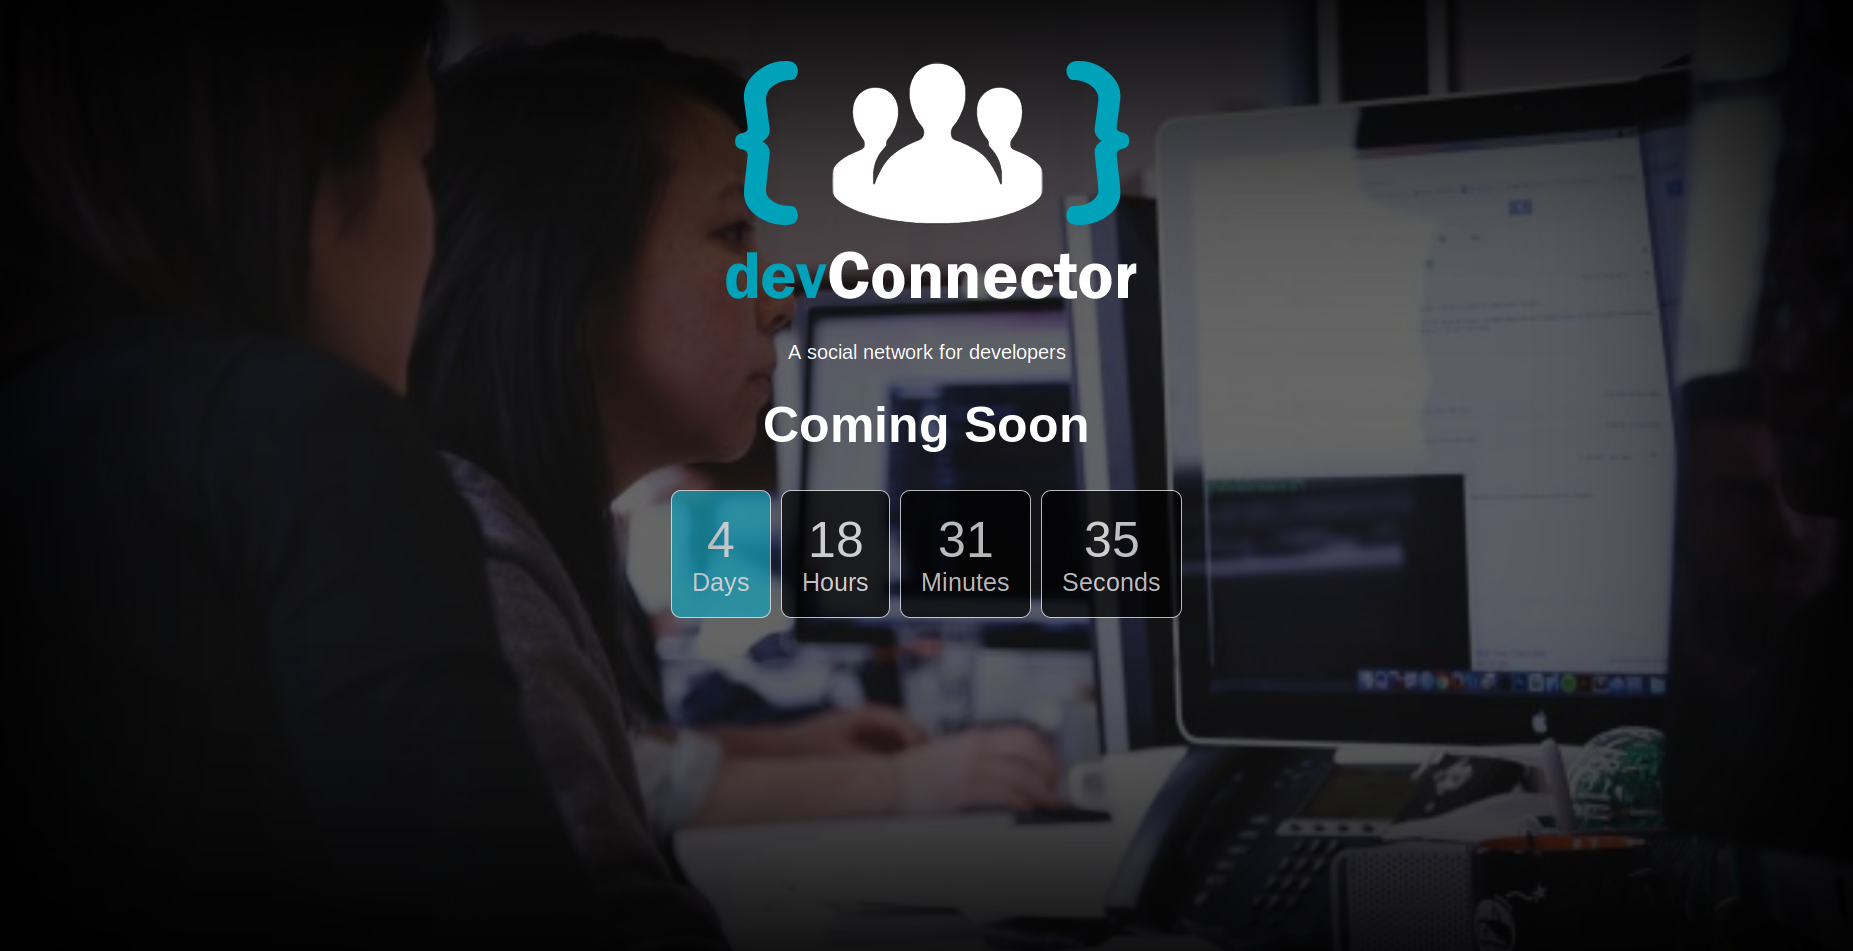 devConnector
A social network for developers
Coming Soon
4 18 31 35
Days Hours Minutes Seconds